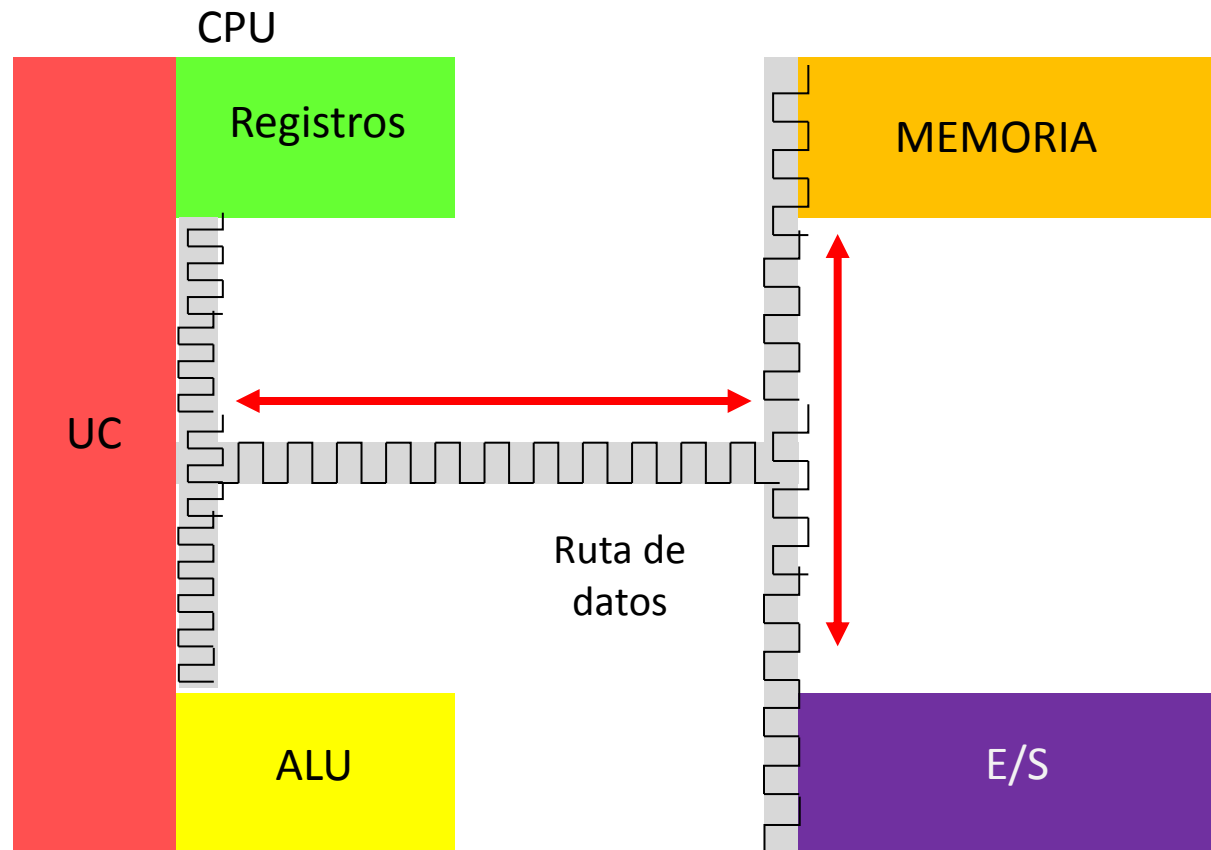 CPU
Registros
MEMORIA
UC
Ruta de
datos
ALU
E/S